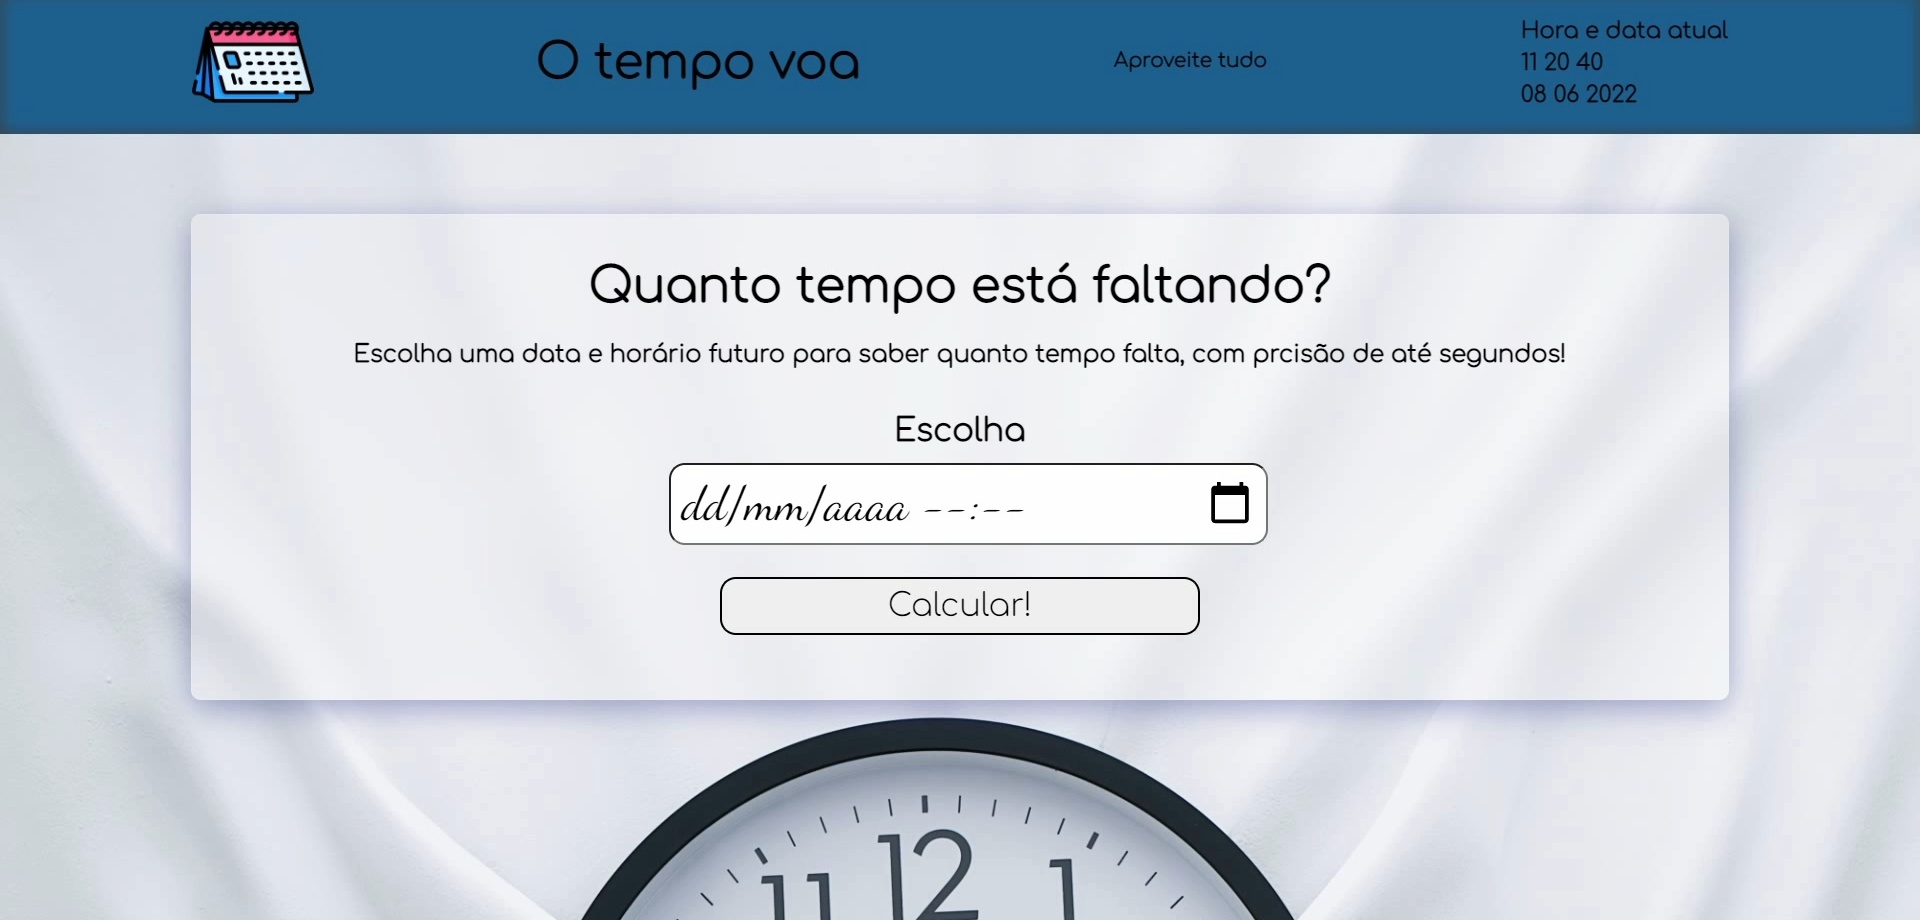 O tempo voa
Aproveite tudo
Hora e data atual
11 20 40
08 06 2022
Quanto tempo está faltando?
Escolha uma data e horário futuro para saber quanto tempo falta, com prcisão de até segundos!
Escolha
dd/mm/aaaa --:--
Calcular!
11 12 1